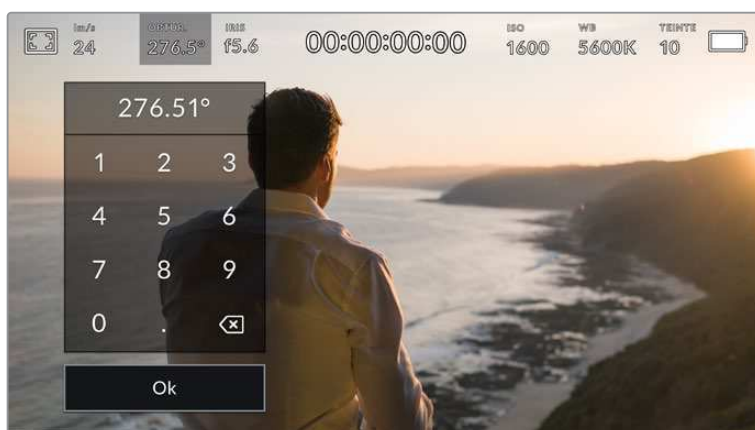 im/s
24
OBTUR.
276.5°
IRIS
f5.6
00:00:00:00
ISO
1600
WB
5600K
TEINTE
10
276.51°
1 2 3
4 5 6
7 8 9
0 .
Ok